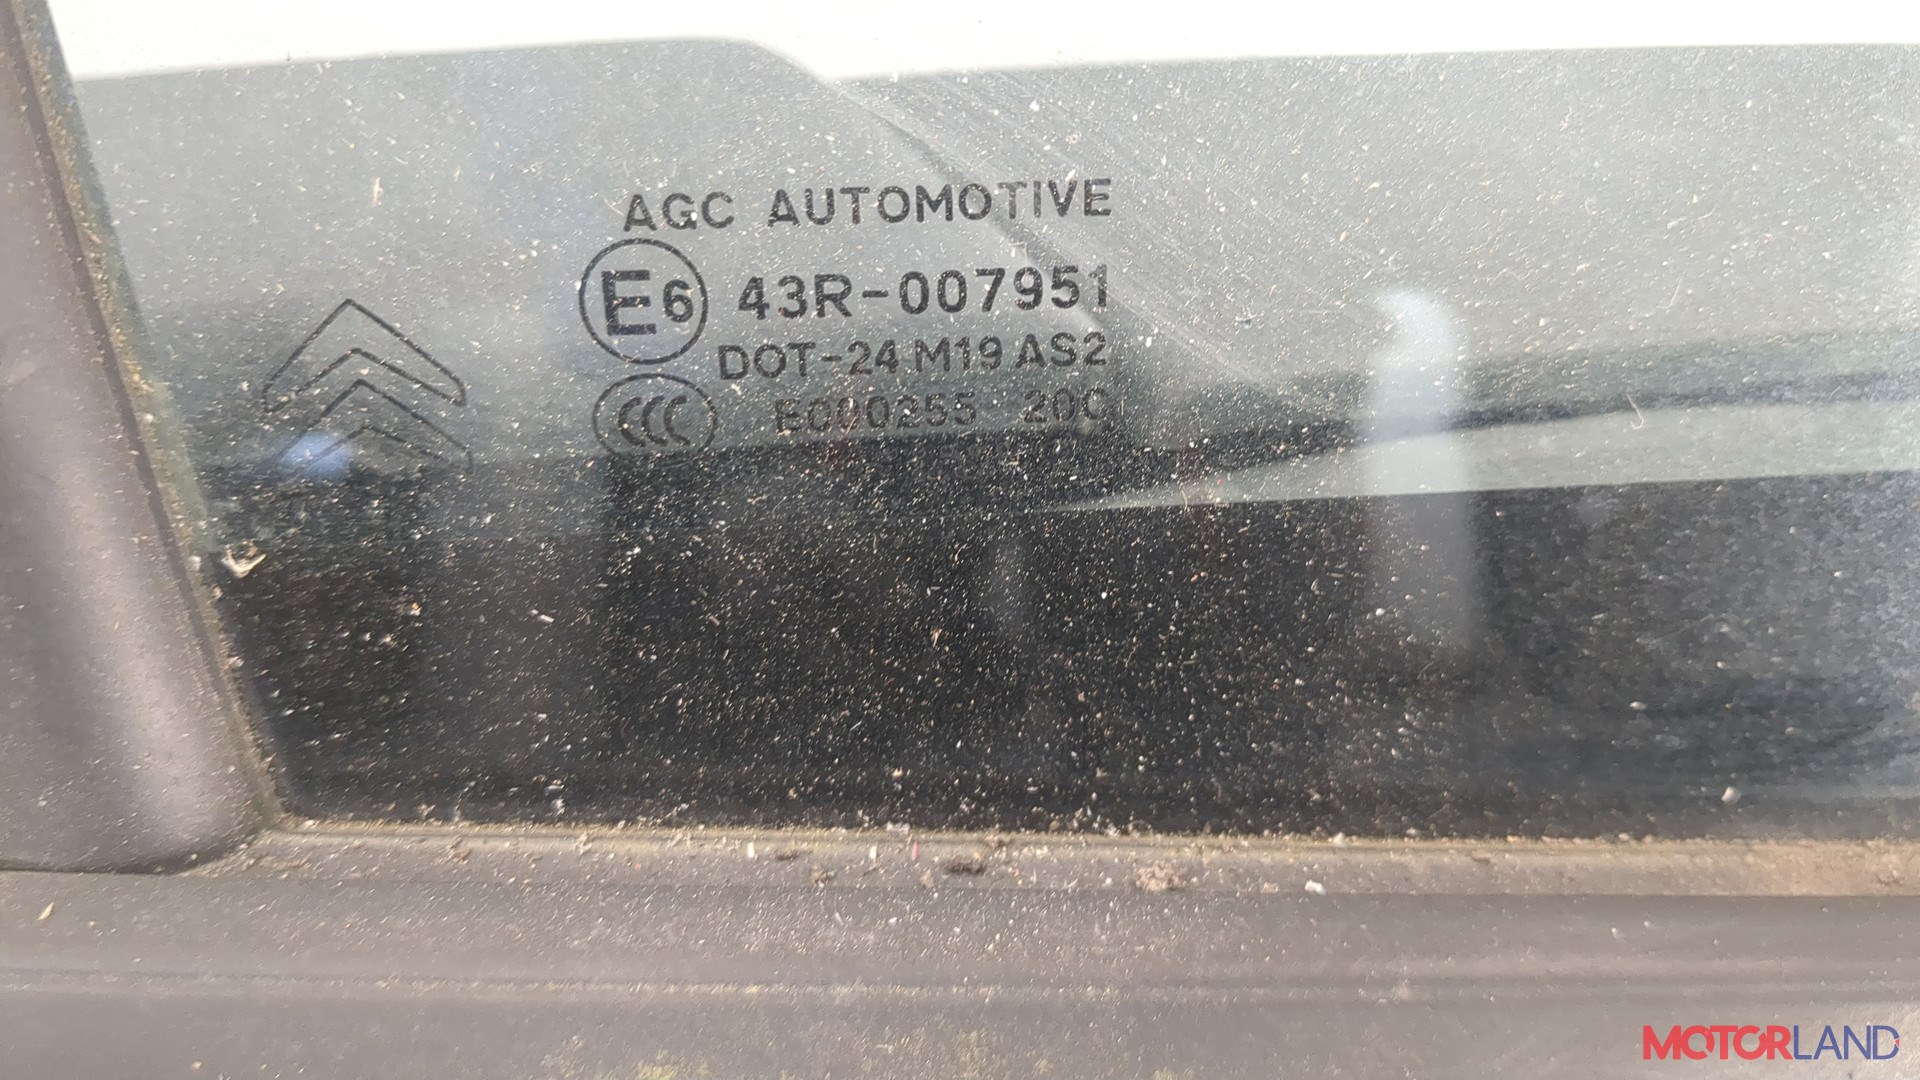 AGC AUTOMOTIVE
E6 43R-007951
DOT-24 M19 AS2
CCC E000255 20C
MOTORLAND